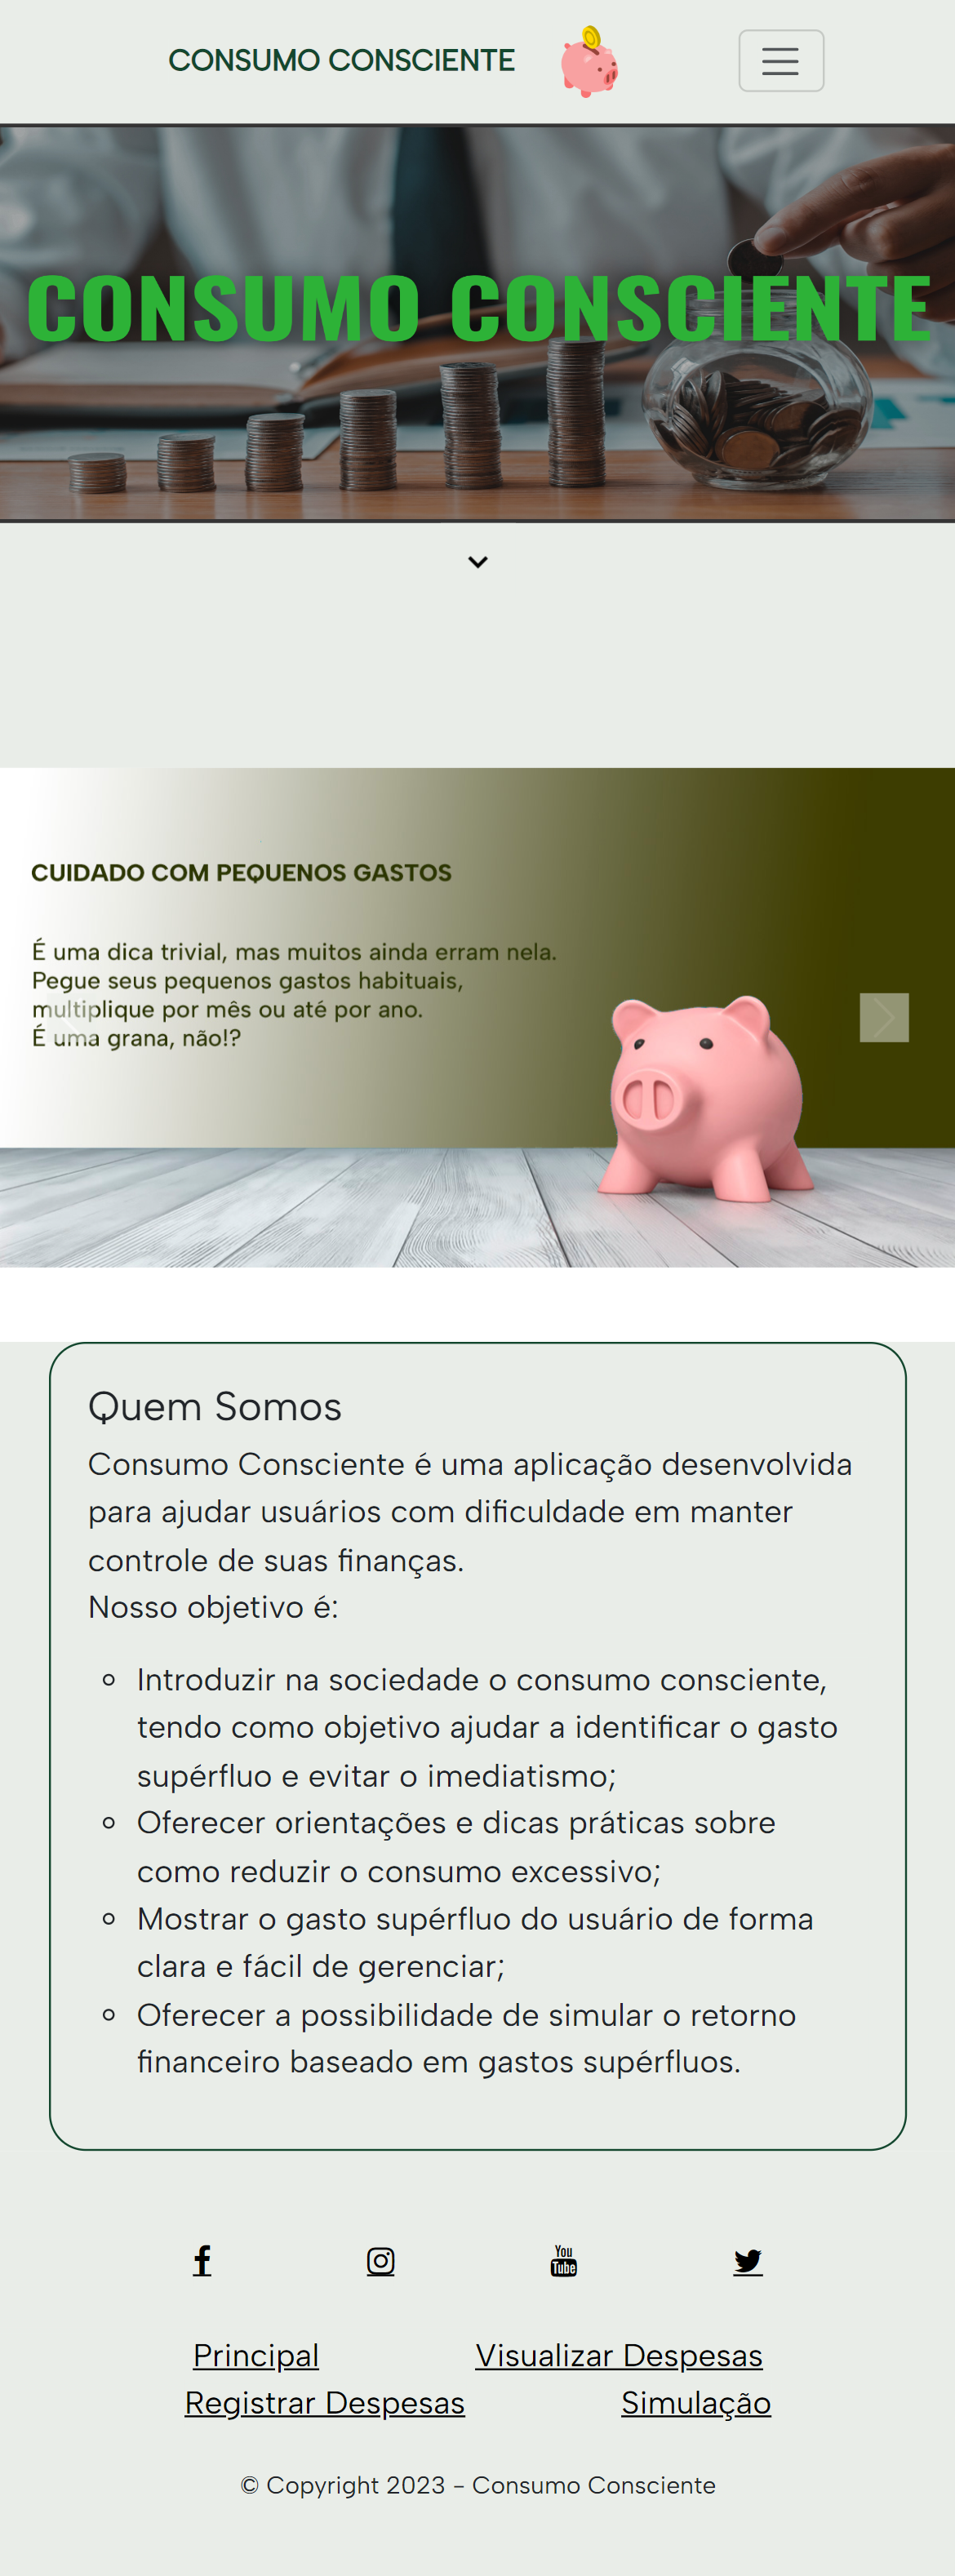 CONSUMO CONSCIENTE
CONSUMO CONSCIENTE
CUIDADO COM PEQUENOS GASTOS
É uma dica trivial, mas muitos ainda erram nela.
Pegue seus pequenos gastos habituais,
multiplique por mês ou até por ano.
É uma grana, não!?
Quem Somos
Consumo Consciente é uma aplicação desenvolvida
para ajudar usuários com dificuldade em manter
controle de suas finanças.
Nosso objetivo é:
Introduzir na sociedade o consumo consciente,
tendo como objetivo ajudar a identificar o gasto
supérfluo e evitar o imediatismo;
Oferecer orientações e dicas práticas sobre
como reduzir o consumo excessivo;
Mostrar o gasto supérfluo do usuário de forma
clara e fácil de gerenciar;
Oferecer a possibilidade de simular o retorno
financeiro baseado em gastos supérfluos.
You
Tube
Principal Visualizar Despesas
Registrar Despesas Simulação
© Copyright 2023 - Consumo Consciente